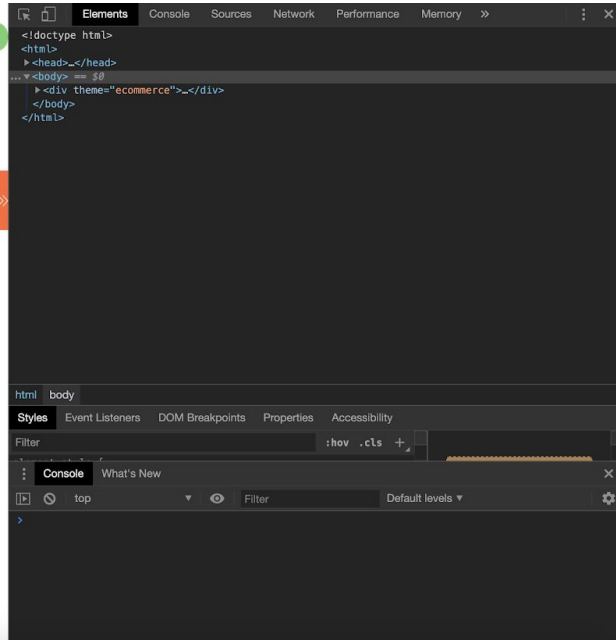 Elements Console Sources Network Performance Memory »
<!doctype html>
<html>
▶<head>…</head>
…▼<body> == $0
▶<div theme="ecommerce">…</div>
</body>
</html>
html body
Styles Event Listeners DOM Breakpoints Properties Accessibility
Filter :hov .cls +
element.style {
Console What's New
top ▼ Filter Default levels ▼
>